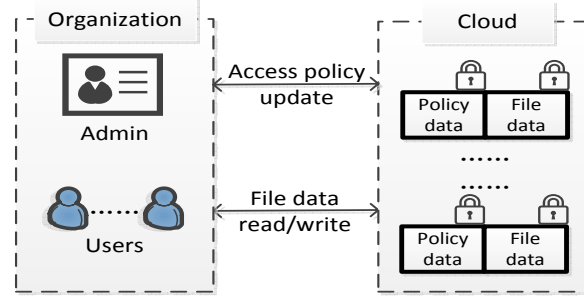 Organization
Cloud
Admin
Access policy
update
Policy
data
File
data
......
......
Users
......
File data
read/write
Policy
data
File
data